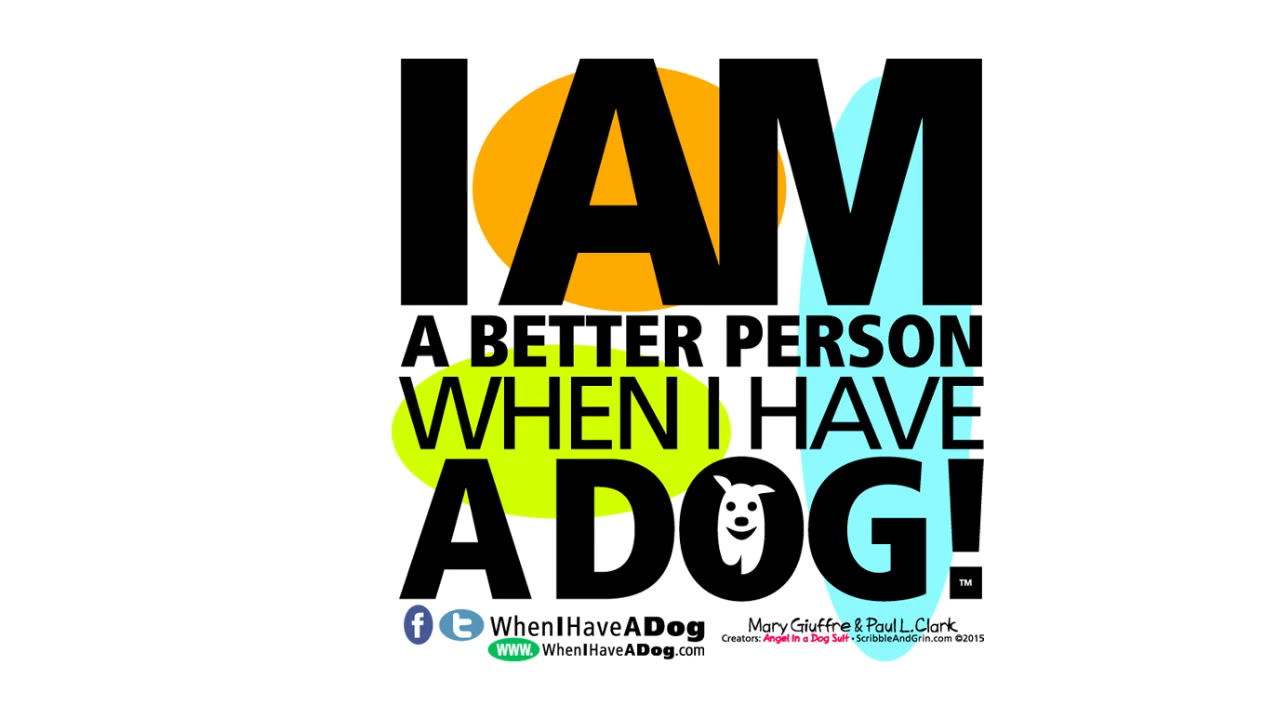 I AM
A BETTER PERSON
WHEN I HAVE
A DOG!
TM
f t WhenIHaveADog
WWW. WhenIHaveADog.com
Mary Giuffre & Paul L. Clark
Creators: Angel In a Dog Suit • ScribbleAndGrin.com ©2015